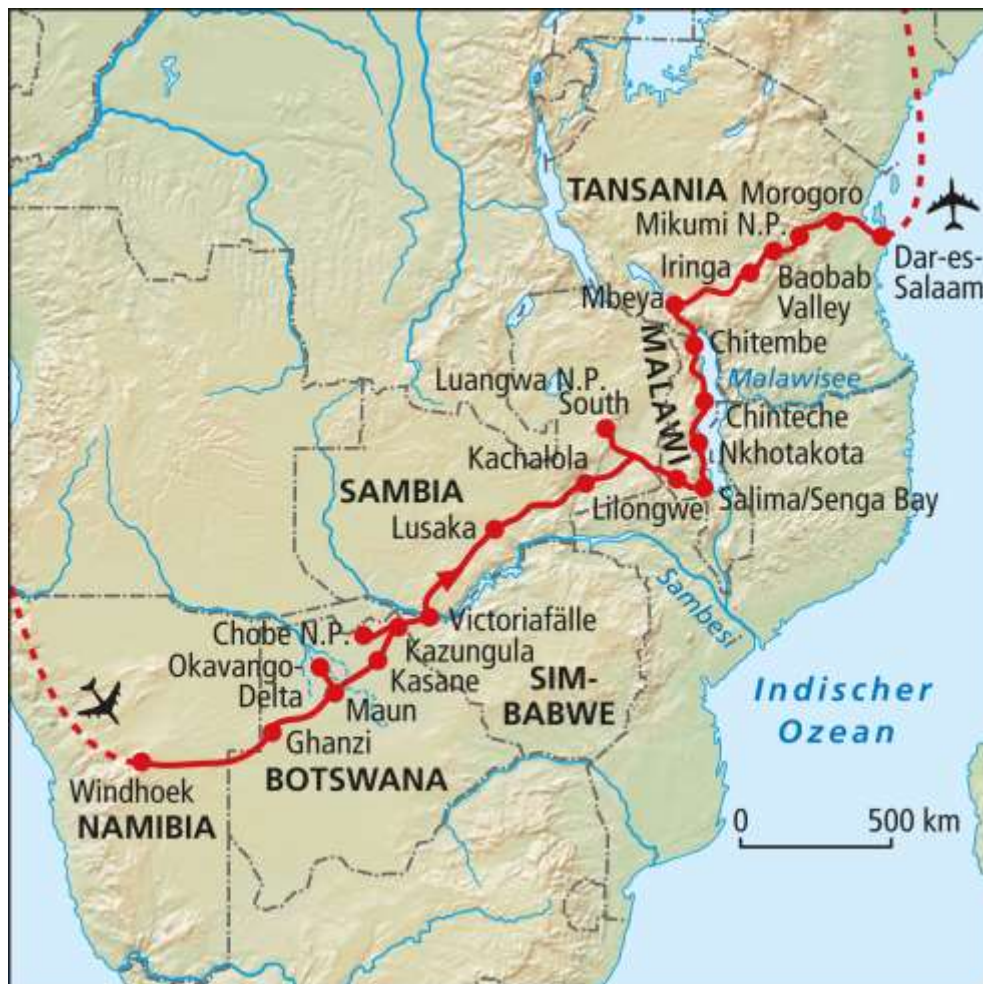 TANSANIA
Morogoro
Mikumi N.P.
Iringa
Mbeya
Dar-es-
Salaam
Baobab
Valley
MALAWI
Chitembe
Malawisee
Luangwa N.P.
South
Chinteche
Kachalola
Nkhotakota
SAMBIA
Lilongwe
Salima/Senga Bay
Lusaka
Sambesi
Chobe N.P.
Victoriafälle
Okavango-
Delta
Kazungula
Kasane
Maun
SIM-
BABWE
Indischer
Ozean
Ghanzi
BOTSWANA
Windhoek
NAMIBIA
0 500 km